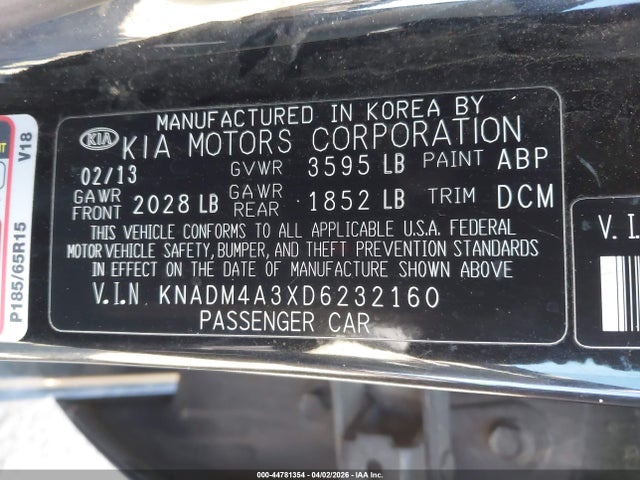 MANUFACTURED IN KOREA BY
KIA KIA MOTORS CORPORATION
02/13 GVWR 3595 LB PAINT ABP
GAWR FRONT 2028 LB GAWR REAR 1852 LB TRIM DCM
THIS VEHICLE CONFORMS TO ALL APPLICABLE U.S.A. FEDERAL
MOTOR VEHICLE SAFETY, BUMPER, AND THEFT PREVENTION STANDARDS
IN EFFECT ON THE DATE OF MANUFACTURE SHOWN ABOVE
V.I.N KNADM4A3XD6232160
PASSENGER CAR
V18
P185/65R15
V. I
000-44781354 04/02/2026 - IAAI.CA